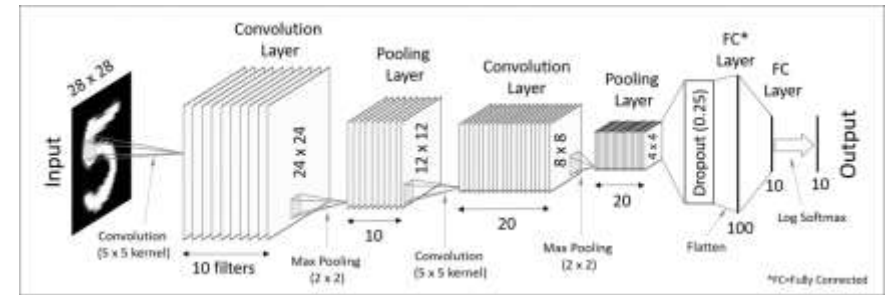 Input
28 x 28
Convolution
(5 x 5 kernel)
Convolution
Layer
24 x 24
10 filters
Max Pooling
(2 x 2)
Pooling
Layer
12 x 12
10
Convolution
(5 x 5 kernel)
Convolution
Layer
8 x 8
20
Max Pooling
(2 x 2)
Pooling
Layer
4 x 4
20
Dropout (0.25)
Flatten
FC*
Layer
100
FC
Layer
10
Log Softmax
10
Output
*FC=Fully Connected